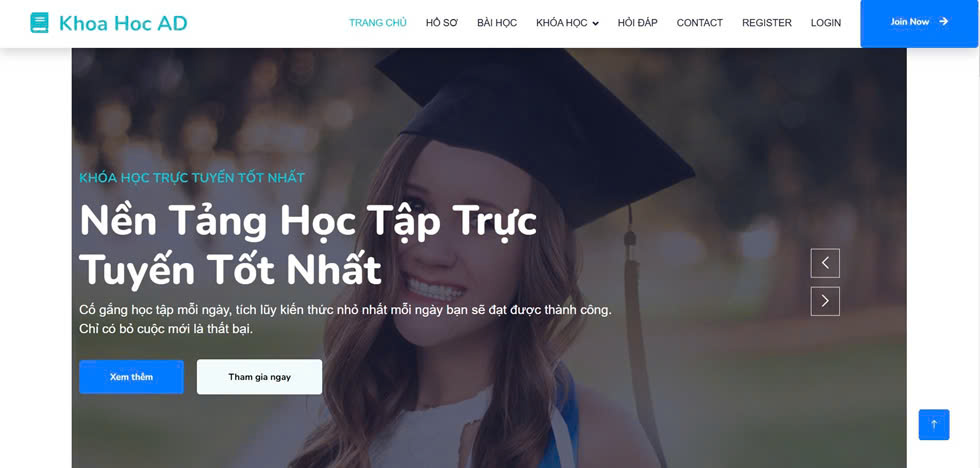 Khoa Hoc AD
TRANG CHỦ HỒ SƠ BÀI HỌC KHÓA HỌC HỎI ĐÁP CONTACT REGISTER LOGIN Join Now
KHÓA HỌC TRỰC TUYẾN TỐT NHẤT
Nền Tảng Học Tập Trực
Tuyến Tốt Nhất
Cố gắng học tập mỗi ngày, tích lũy kiến thức nhỏ nhất mỗi ngày bạn sẽ đạt được thành công.
Chỉ có bỏ cuộc mới là thất bại.
Xem thêm Tham gia ngay